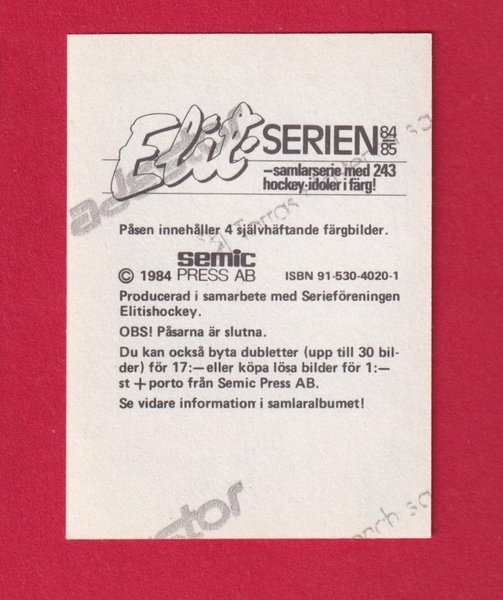 Elit-SERIEN 84 85
–samlarserie med 243
hockey-idoler i färg!
Påsen innehåller 4 självhäftande färgbilder.
semic
© 1984 PRESS AB ISBN 91-530-4020-1
Producerad i samarbete med Serieföreningen
Elitishockey.
OBS! Påsarna är slutna.
Du kan också byta dubletter (upp till 30 bil-
der) för 17:— eller köpa lösa bilder för 1:—
st + porto från Semic Press AB.
Se vidare information i samlaralbumet!